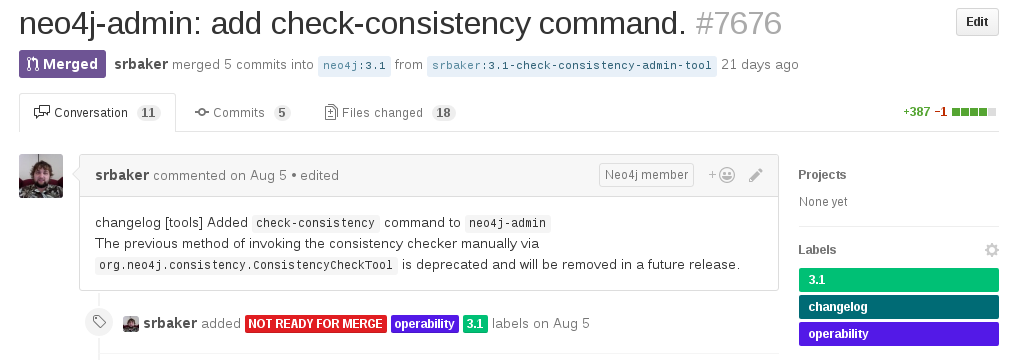 neo4j-admin: add check-consistency command. #7676
Edit
Merged srbaker merged 5 commits into neo4j:3.1 from srbaker:3.1-check-consistency-admin-tool 21 days ago
Conversation 11 Commits 5 Files changed 18 +387 −1
srbaker commented on Aug 5 • edited Neo4j member +
Projects
None yet
changelog [tools] Added check-consistency command to neo4j-admin
The previous method of invoking the consistency checker manually via
org.neo4j.consistency.ConsistencyCheckTool is deprecated and will be removed in a future release.
Labels
3.1
changelog
operability
srbaker added NOT READY FOR MERGE operability 3.1 labels on Aug 5